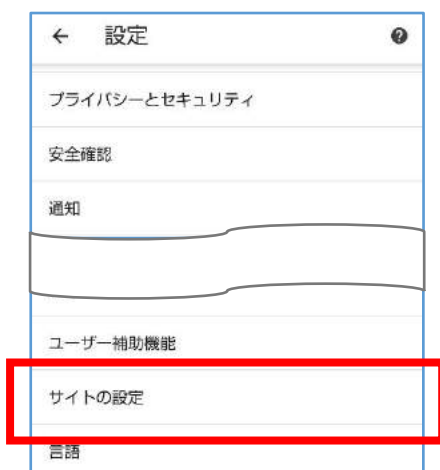 ← 設定
プライバシーとセキュリティ
安全確認
通知
ユーザー補助機能
サイトの設定
言語